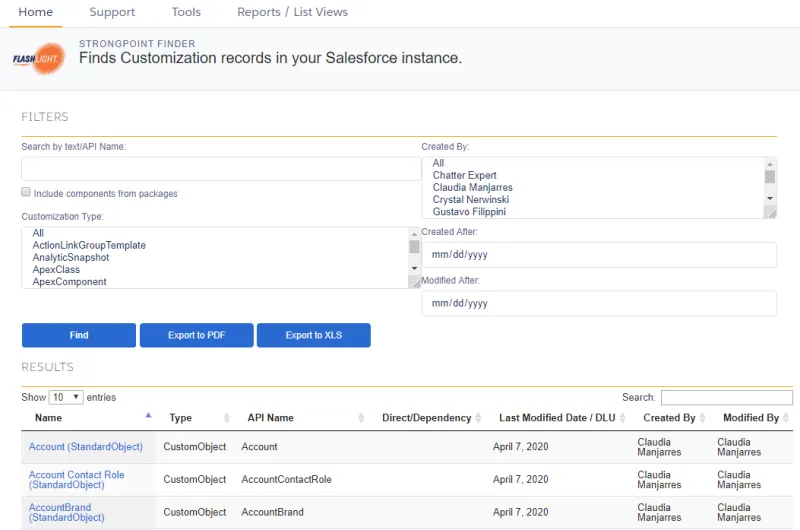 Home Support Tools Reports / List Views
FLASHLIGHT
STRONGPOINT FINDER
Finds Customization records in your Salesforce instance.
FILTERS
Search by text/API Name:
Include components from packages
Customization Type:
All
ActionLinkGroupTemplate
AnalyticSnapshot
ApexClass
ApexComponent
Created By:
All
Chatter Expert
Claudia Manjarres
Crystal Nerwinski
Gustavo Filippini
Created After:
mm/dd/yyyy
Modified After:
mm/dd/yyyy
Find Export to PDF Export to XLS
RESULTS
Show 10 entries Search:
Name Type API Name Direct/Dependency Last Modified Date / DLU Created By Modified By
Account (StandardObject) CustomObject Account April 7, 2020 Claudia Manjarres Claudia Manjarres
Account Contact Role (StandardObject) CustomObject AccountContactRole April 7, 2020 Claudia Manjarres Claudia Manjarres
AccountBrand (StandardObject) CustomObject AccountBrand April 7, 2020 Claudia Manjarres Claudia Manjarres